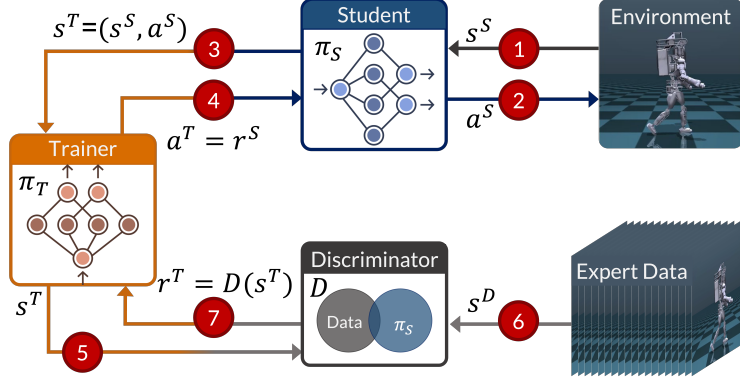 Student
Environment
s^T=(s^S, a^S)
3
π_S
s^S
1
4
a^T = r^S
2
a^S
Trainer
π_T
s^T
r^T = D(s^T)
7
5
Discriminator
D
Data
π_S
s^D
6
Expert Data